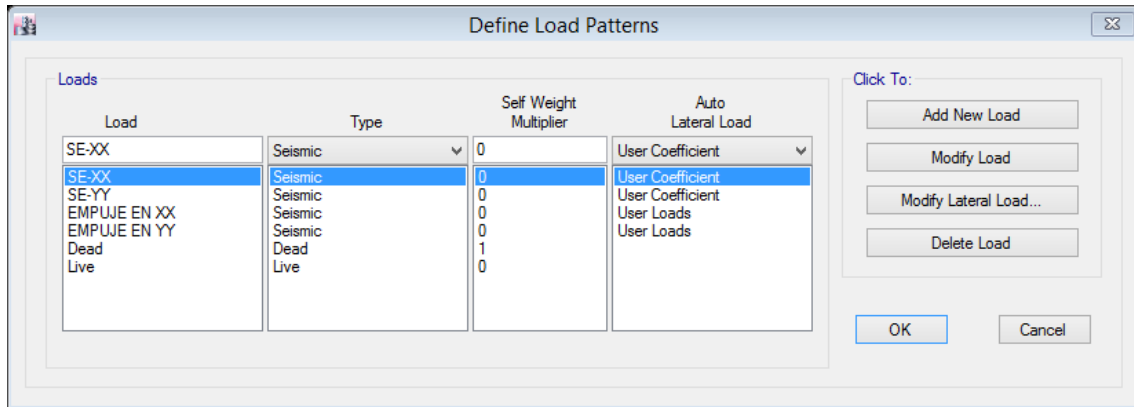 Define Load Patterns
Loads
Click To:
Load Type Self Weight Multiplier Auto Lateral Load
SE-XX Seismic 0 User Coefficient
SE-XX Seismic 0 User Coefficient
SE-YY Seismic 0 User Coefficient
EMPUJE EN XX Seismic 0 User Loads
EMPUJE EN YY Seismic 0 User Loads
Dead Dead 1
Live Live 0
Add New Load
Modify Load
Modify Lateral Load...
Delete Load
OK Cancel